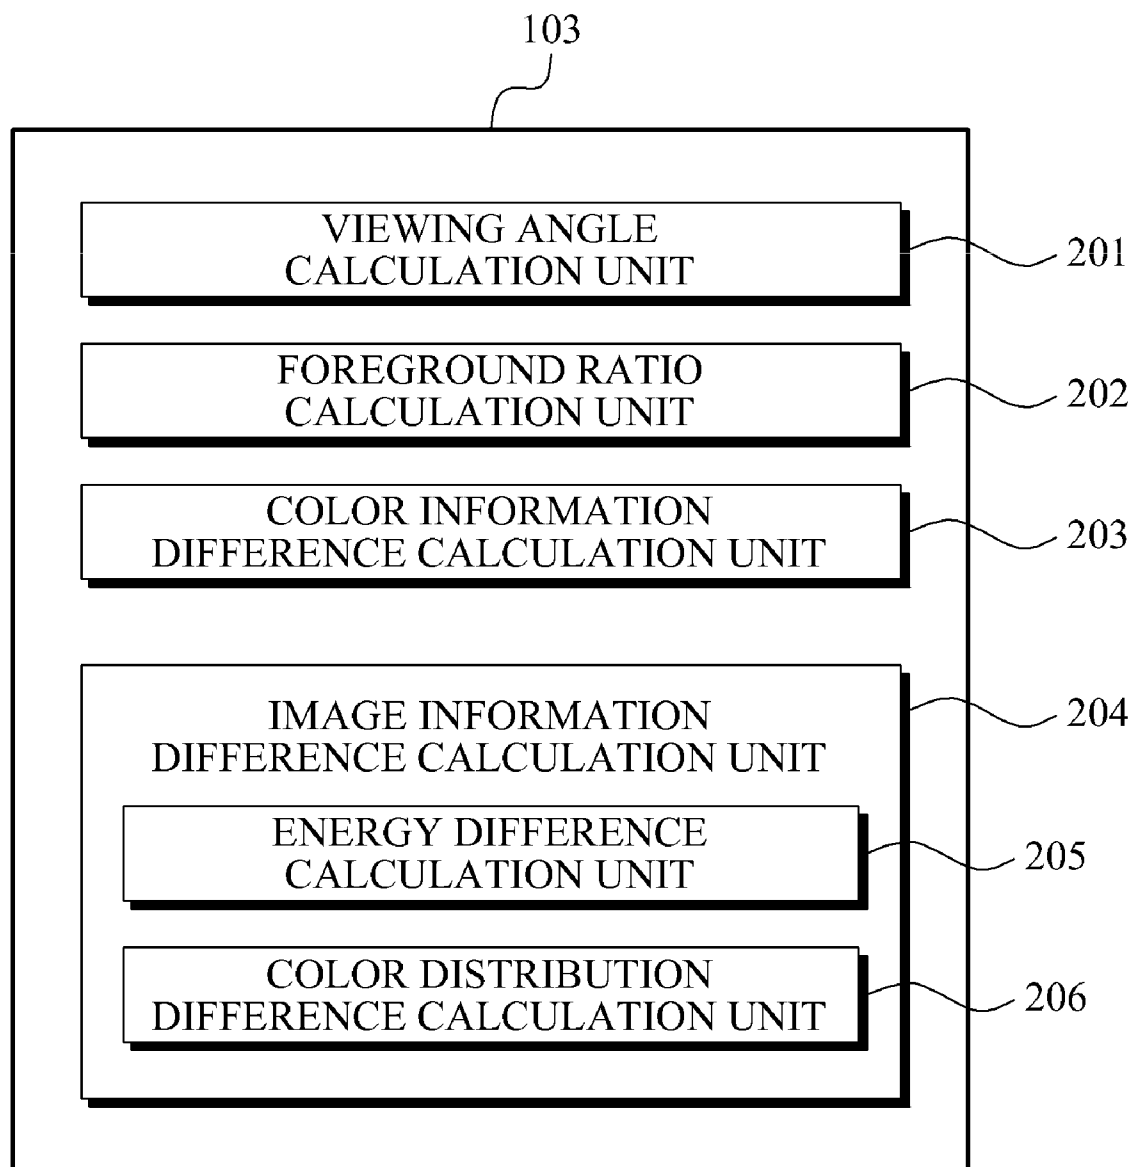 103
VIEWING ANGLE
CALCULATION UNIT
201
FOREGROUND RATIO
CALCULATION UNIT
202
COLOR INFORMATION
DIFFERENCE CALCULATION UNIT
203
IMAGE INFORMATION
DIFFERENCE CALCULATION UNIT
204
ENERGY DIFFERENCE
CALCULATION UNIT
205
COLOR DISTRIBUTION
DIFFERENCE CALCULATION UNIT
206